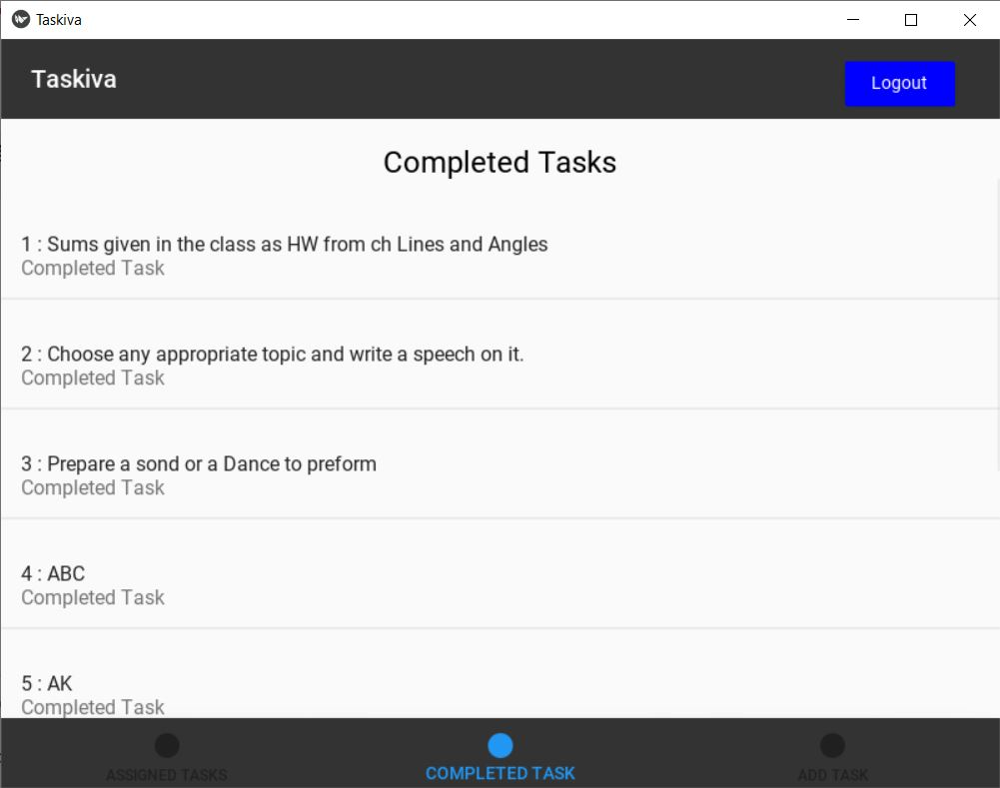 Taskiva
Taskiva
Logout
Completed Tasks
1 : Sums given in the class as HW from ch Lines and Angles
Completed Task
2 : Choose any appropriate topic and write a speech on it.
Completed Task
3 : Prepare a sond or a Dance to preform
Completed Task
4 : ABC
Completed Task
5 : AK
Completed Task
ASSIGNED TASKS
COMPLETED TASK
ADD TASK